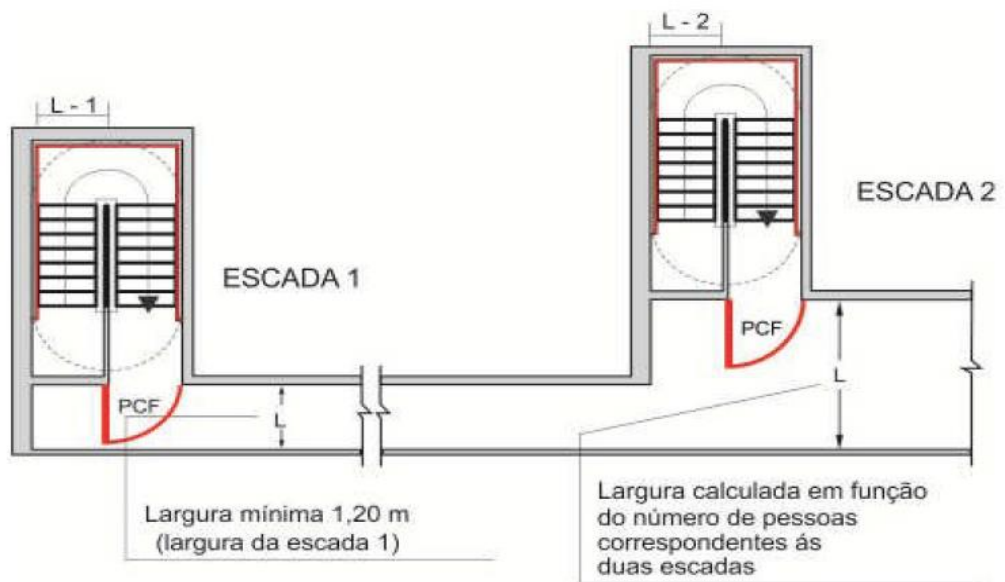 L - 2
L - 1
ESCADA 2
ESCADA 1
PCF
L
PCF
L
Largura mínima 1,20 m
(largura da escada 1)
Largura calculada em função
do número de pessoas
correspondentes ás
duas escadas